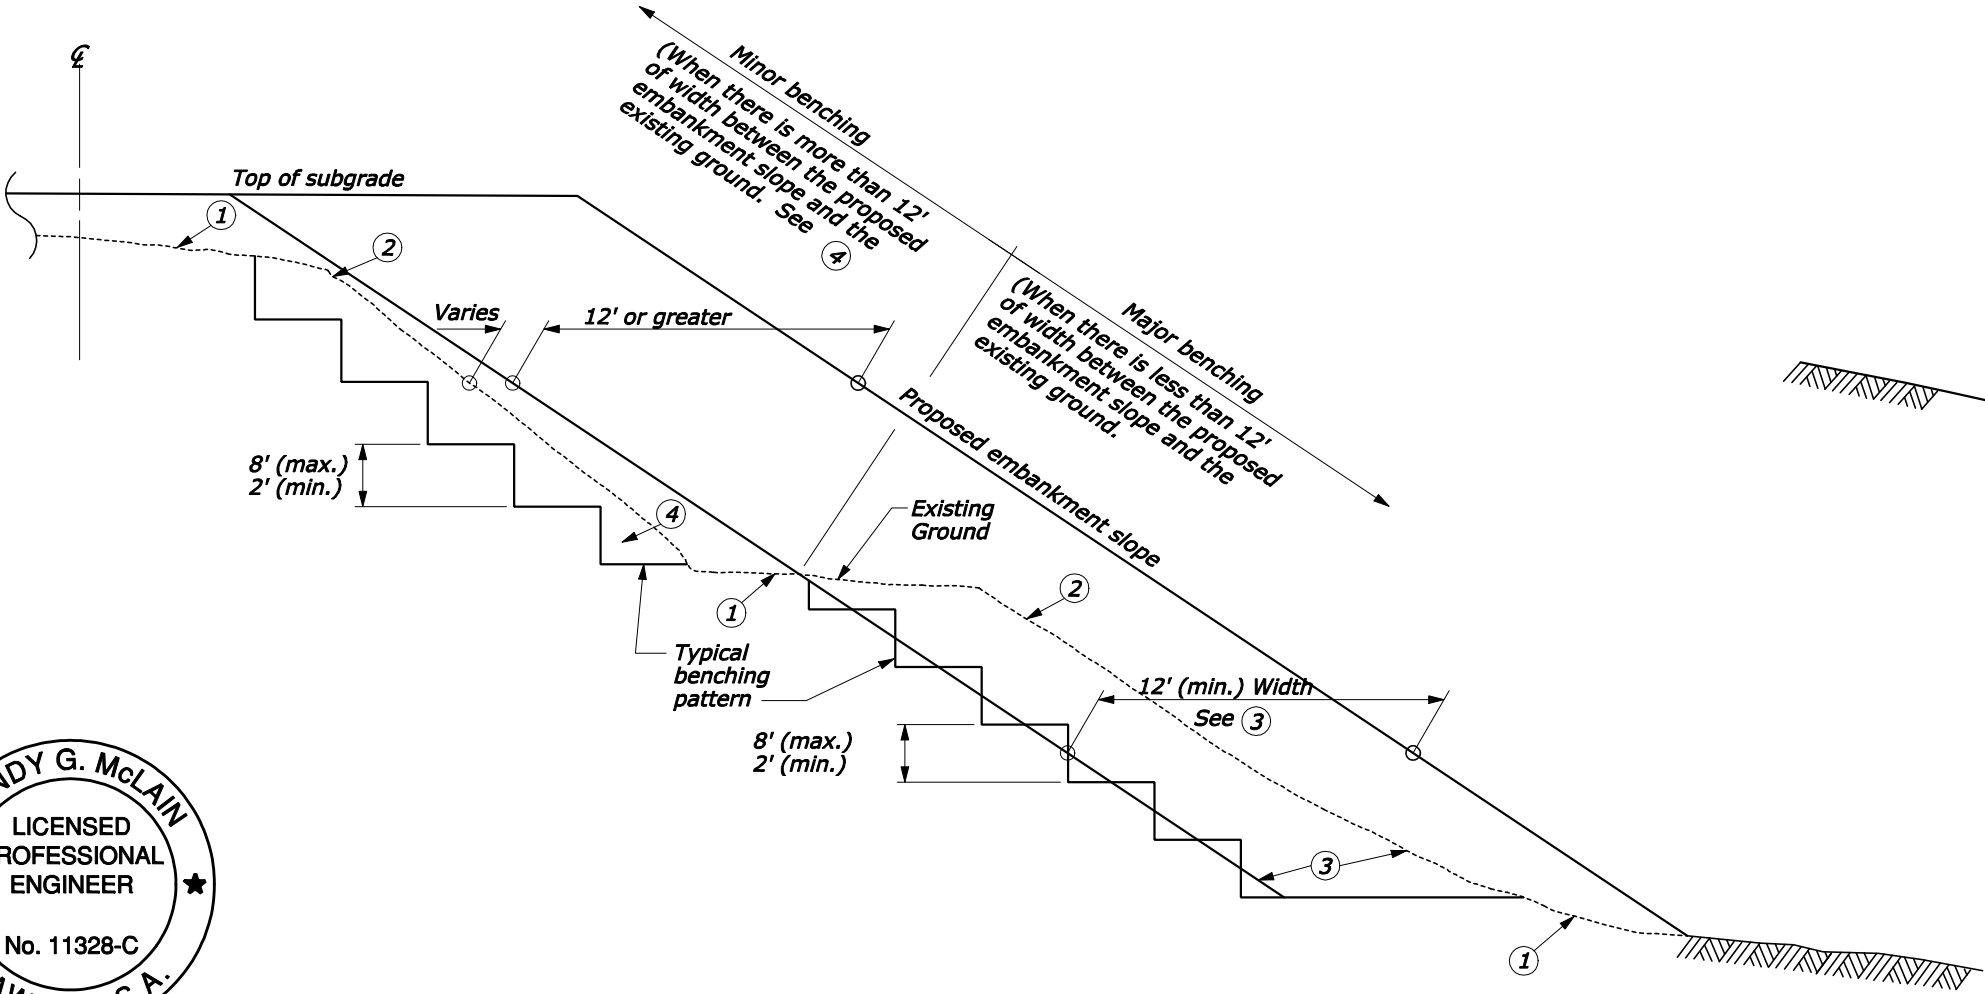 ℄
Minor benching
(When there is more than 12'
of width between the proposed
embankment slope and the
existing ground. See
4
Top of subgrade
1
2
Varies
12' or greater
Major benching
(When there is less than 12'
of width between the proposed
embankment slope and the
existing ground.
Proposed embankment slope
8' (max.)
2' (min.)
4
Existing
Ground
1
2
Typical
benching
pattern
12' (min.) Width
See 3
8' (max.)
2' (min.)
3
1
G. McLAIN
LICENSED
ENGINEER
No. 11328-C